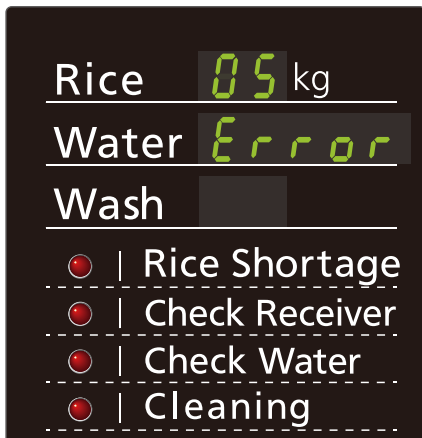 Rice 05 kg
Water Error
Wash
Rice Shortage
Check Receiver
Check Water
Cleaning